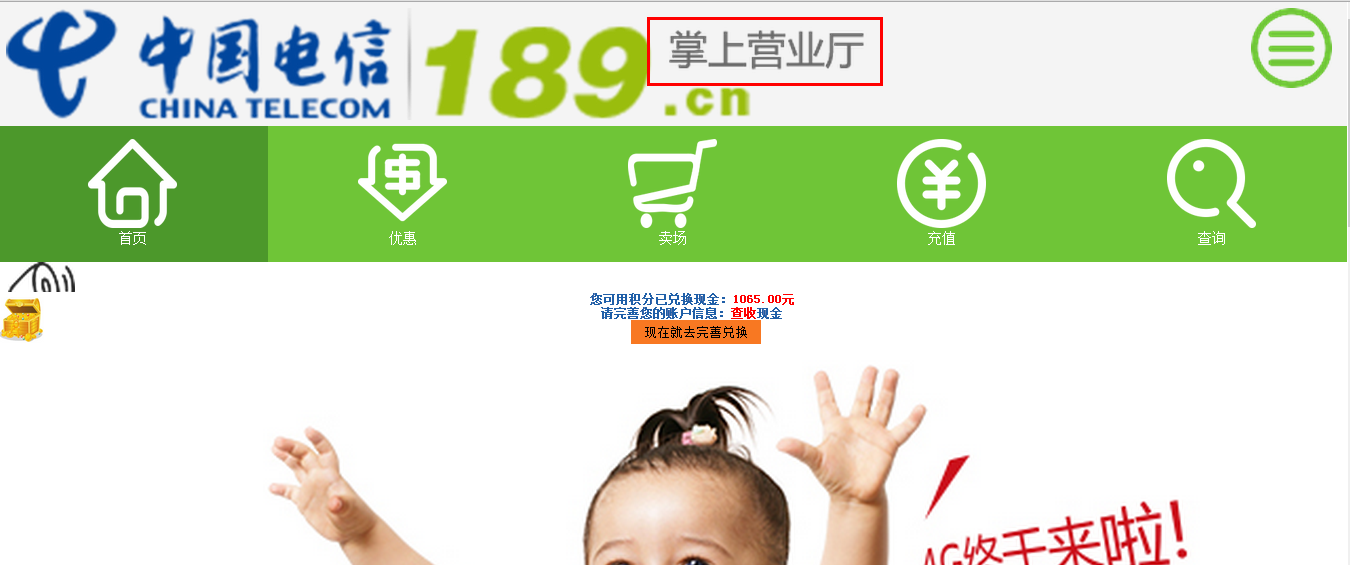 中国电信
CHINA TELECOM
189
.cn
掌上营业厅
首页
优惠
卖场
充值
查询
您可用积分已兑换现金：1065.00元
请完善您的账户信息：查收现金
现在就去完善兑换
AG终于来啦!